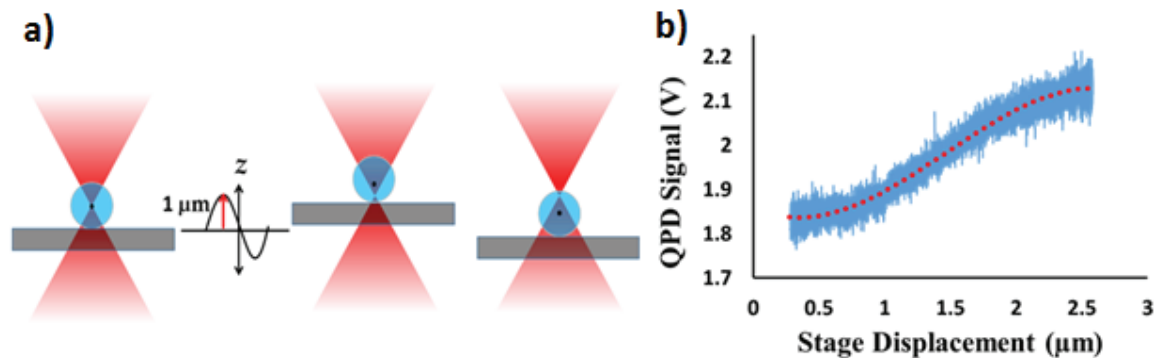 a)
z
1 μm
b)
QPD Signal (V)
2.2
2.1
2
1.9
1.8
1.7
0 0.5 1 1.5 2 2.5 3
Stage Displacement (μm)